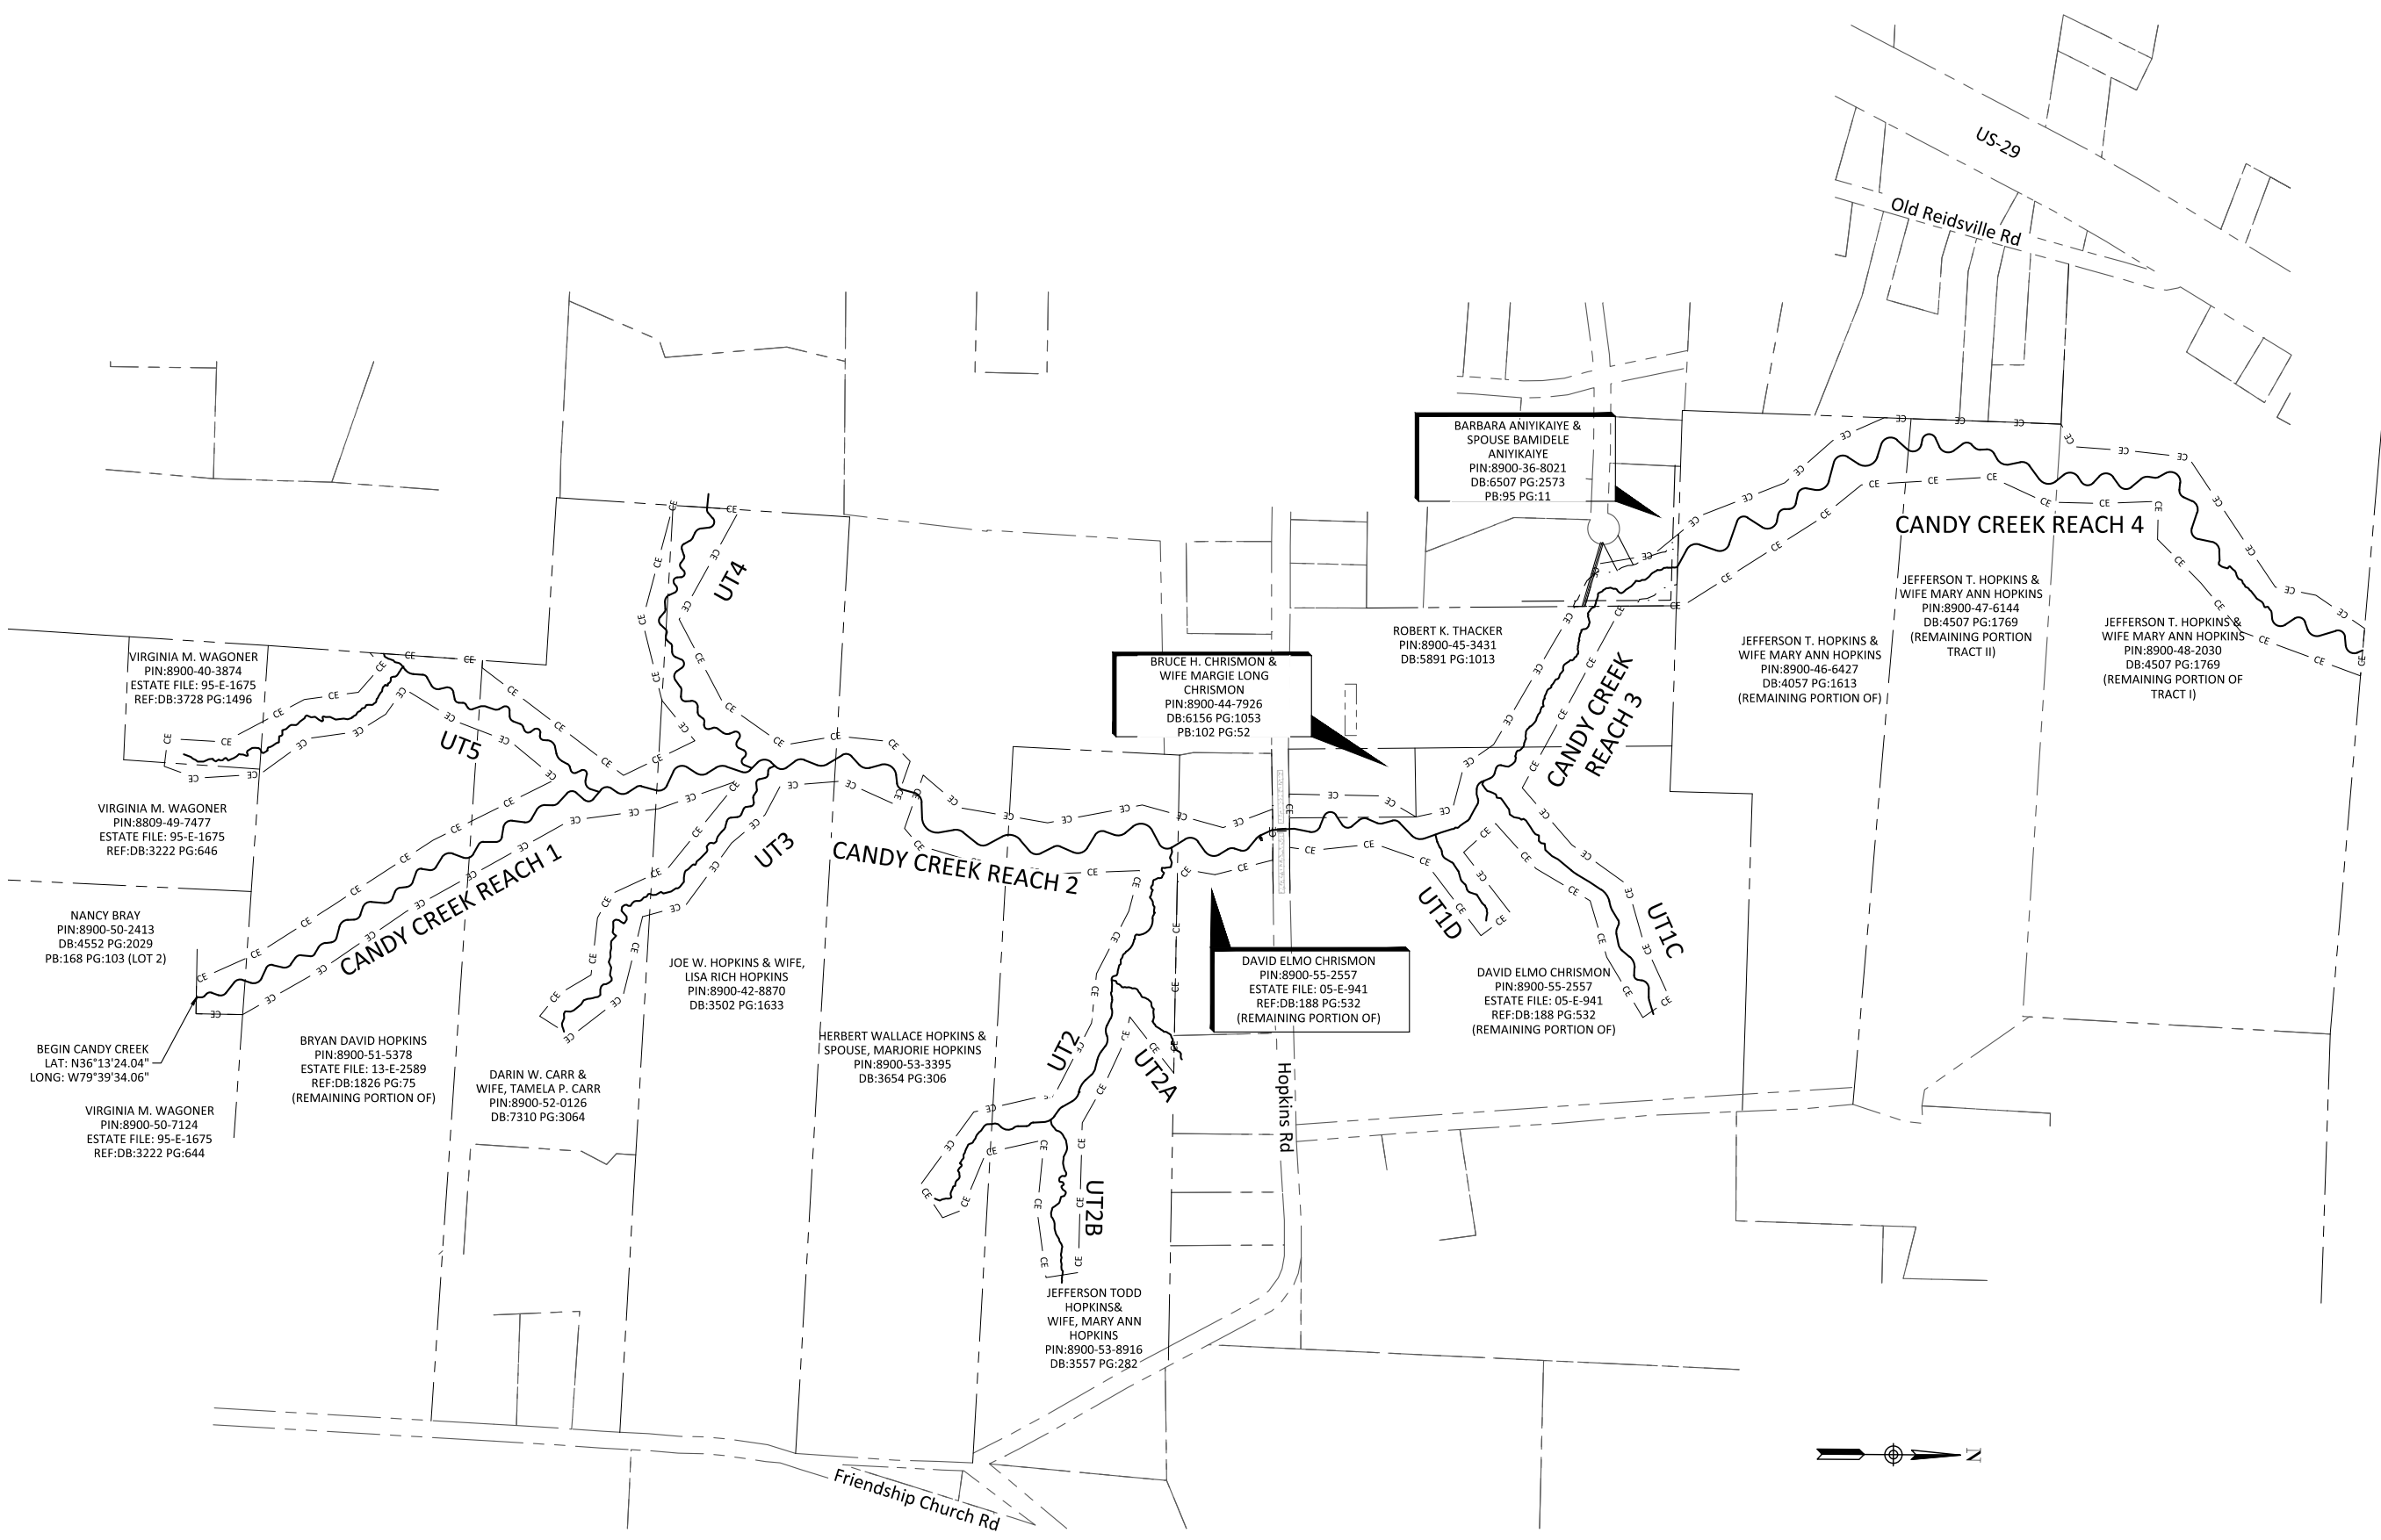 US-29
Old Reidsville Rd
BARBARA ANIYIKAIYE &
SPOUSE BAMIDELE
ANIYIKAIYE
PIN:8900-36-8021
DB:6507 PG:2573
PB:95 PG:11
CANDY CREEK REACH 4
UT4
JEFFERSON T. HOPKINS &
WIFE MARY ANN HOPKINS
PIN:8900-47-6144
DB:4507 PG:1769
(REMAINING PORTION
TRACT II)
JEFFERSON T. HOPKINS &
WIFE MARY ANN HOPKINS
PIN:8900-48-2030
DB:4507 PG:1769
(REMAINING PORTION OF
TRACT I)
ROBERT K. THACKER
PIN:8900-45-3431
DB:5891 PG:1013
JEFFERSON T. HOPKINS &
WIFE MARY ANN HOPKINS
PIN:8900-46-6427
DB:4057 PG:1613
(REMAINING PORTION OF)
VIRGINIA M. WAGONER
PIN:8900-40-3874
ESTATE FILE: 95-E-1675
REF:DB:3728 PG:1496
BRUCE H. CHRISMON &
WIFE MARGIE LONG
CHRISMON
PIN:8900-44-7926
DB:6156 PG:1053
PB:102 PG:52
CANDY CREEK
REACH 3
UT5
VIRGINIA M. WAGONER
PIN:8809-49-7477
ESTATE FILE: 95-E-1675
REF:DB:3222 PG:646
UT3
CANDY CREEK REACH 2
CANDY CREEK REACH 1
NANCY BRAY
PIN:8900-50-2413
DB:4552 PG:2029
PB:168 PG:103 (LOT 2)
UT1D
UT1C
JOE W. HOPKINS & WIFE,
LISA RICH HOPKINS
PIN:8900-42-8870
DB:3502 PG:1633
DAVID ELMO CHRISMON
PIN:8900-55-2557
ESTATE FILE: 05-E-941
REF:DB:188 PG:532
(REMAINING PORTION OF)
DAVID ELMO CHRISMON
PIN:8900-55-2557
ESTATE FILE: 05-E-941
REF:DB:188 PG:532
(REMAINING PORTION OF)
BEGIN CANDY CREEK
LAT: N36°13'24.04"
LONG: W79°39'34.06"
BRYAN DAVID HOPKINS
PIN:8900-51-5378
ESTATE FILE: 13-E-2589
REF:DB:1826 PG:75
(REMAINING PORTION OF)
HERBERT WALLACE HOPKINS &
SPOUSE, MARJORIE HOPKINS
PIN:8900-53-3395
DB:3654 PG:306
UT2
UT2A
DARIN W. CARR &
WIFE, TAMELA P. CARR
PIN:8900-52-0126
DB:7310 PG:3064
VIRGINIA M. WAGONER
PIN:8900-50-7124
ESTATE FILE: 95-E-1675
REF:DB:3222 PG:644
Hopkins Rd
UT2B
JEFFERSON TODD
HOPKINS&
WIFE, MARY ANN
HOPKINS
PIN:8900-53-8916
DB:3557 PG:282
Friendship Church Rd
N
CE